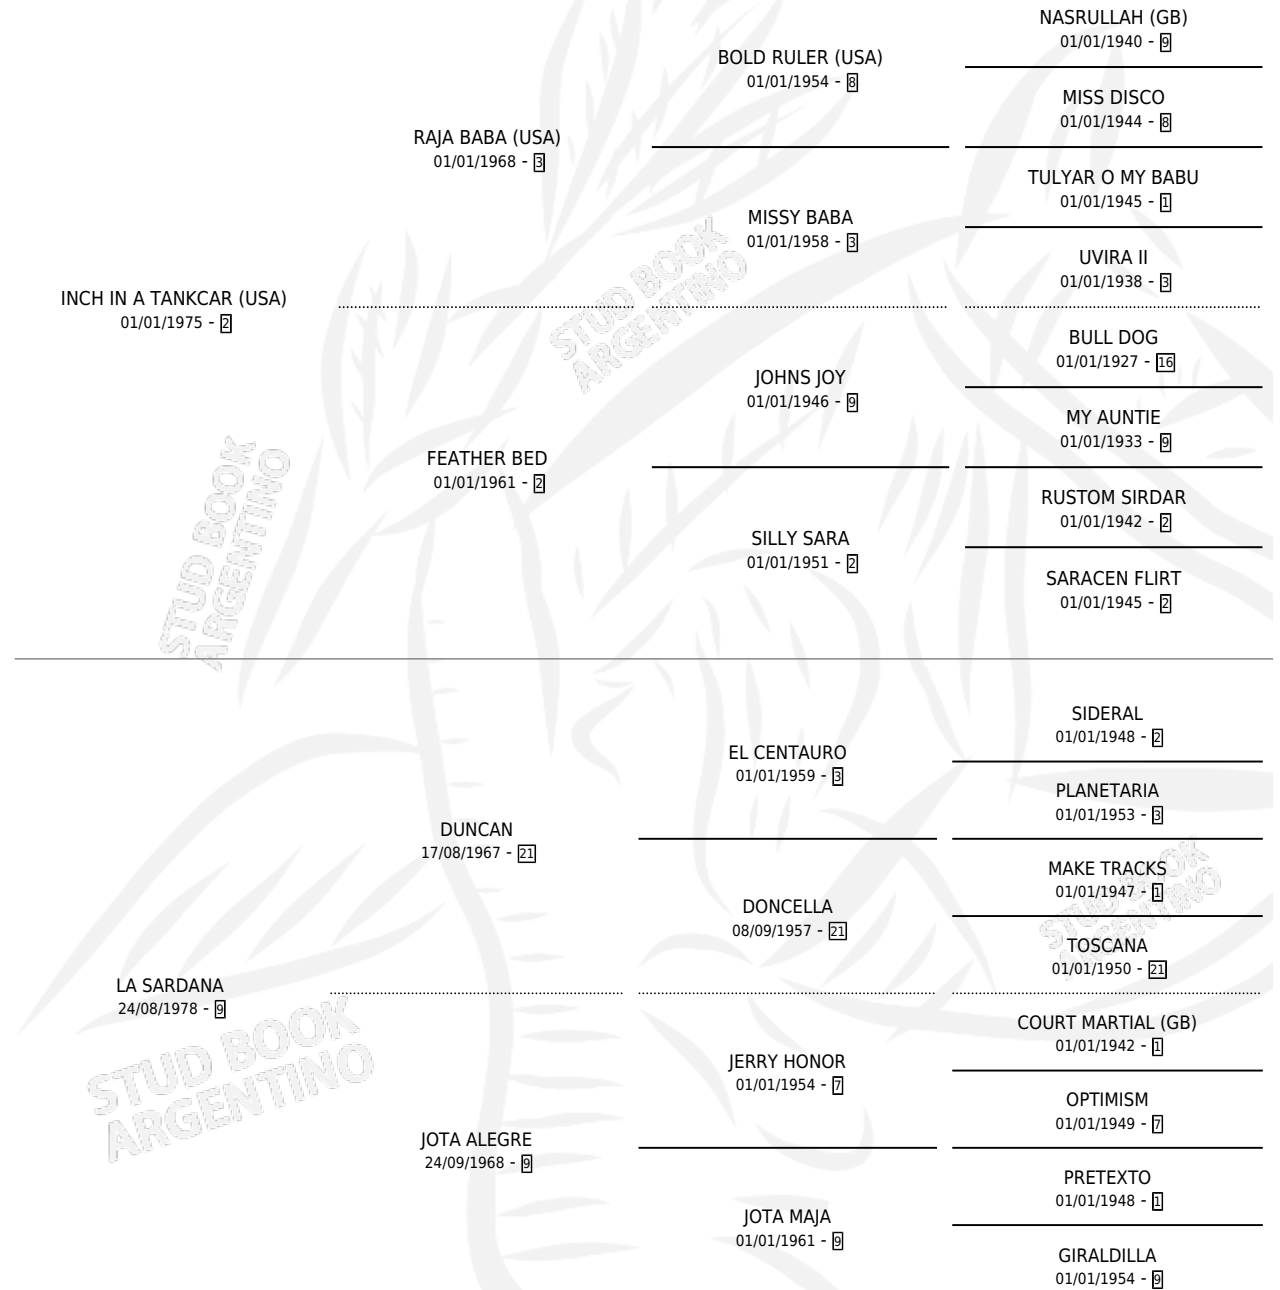 NASRULLAH (GB)
01/01/1940 - 9
BOLD RULER (USA)
01/01/1954 - 8
MISS DISCO
01/01/1944 - 8
RAJA BABA (USA)
01/01/1968 - 3
TULYAR O MY BABU
01/01/1945 - 1
MISSY BABA
01/01/1958 - 3
UVIRA II
01/01/1938 - 3
INCH IN A TANKCAR (USA)
01/01/1975 - 2
BULL DOG
01/01/1927 - 16
JOHNS JOY
01/01/1946 - 9
MY AUNTIE
01/01/1933 - 9
FEATHER BED
01/01/1961 - 2
RUSTOM SIRDAR
01/01/1942 - 2
SILLY SARA
01/01/1951 - 2
SARACEN FLIRT
01/01/1945 - 2
SIDERAL
01/01/1948 - 2
EL CENTAURO
01/01/1959 - 3
PLANETARIA
01/01/1953 - 3
DUNCAN
17/08/1967 - 21
MAKE TRACKS
01/01/1947 - 1
DONCELLA
08/09/1957 - 21
TOSCANA
01/01/1950 - 21
LA SARDANA
24/08/1978 - 9
COURT MARTIAL (GB)
01/01/1942 - 1
JERRY HONOR
01/01/1954 - 7
OPTIMISM
01/01/1949 - 7
JOTA ALEGRE
24/09/1968 - 9
PRETEXTO
01/01/1948 - 1
JOTA MAJA
01/01/1961 - 9
GIRALDILLA
01/01/1954 - 9
STUD BOOK
ARGENTINO
STUD BOOK
ARGENTINO
STUD BOOK
ARGENTINO
STUD BOOK
ARGENTINO